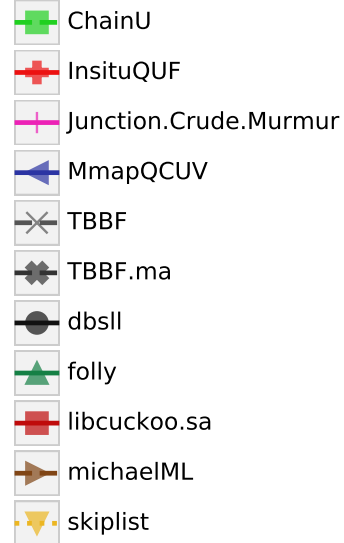 ChainU
InsituQUF
Junction.Crude.Murmur
MmapQCUV
TBBF
TBBF.ma
dbsll
folly
libcuckoo.sa
michaelML
skiplist